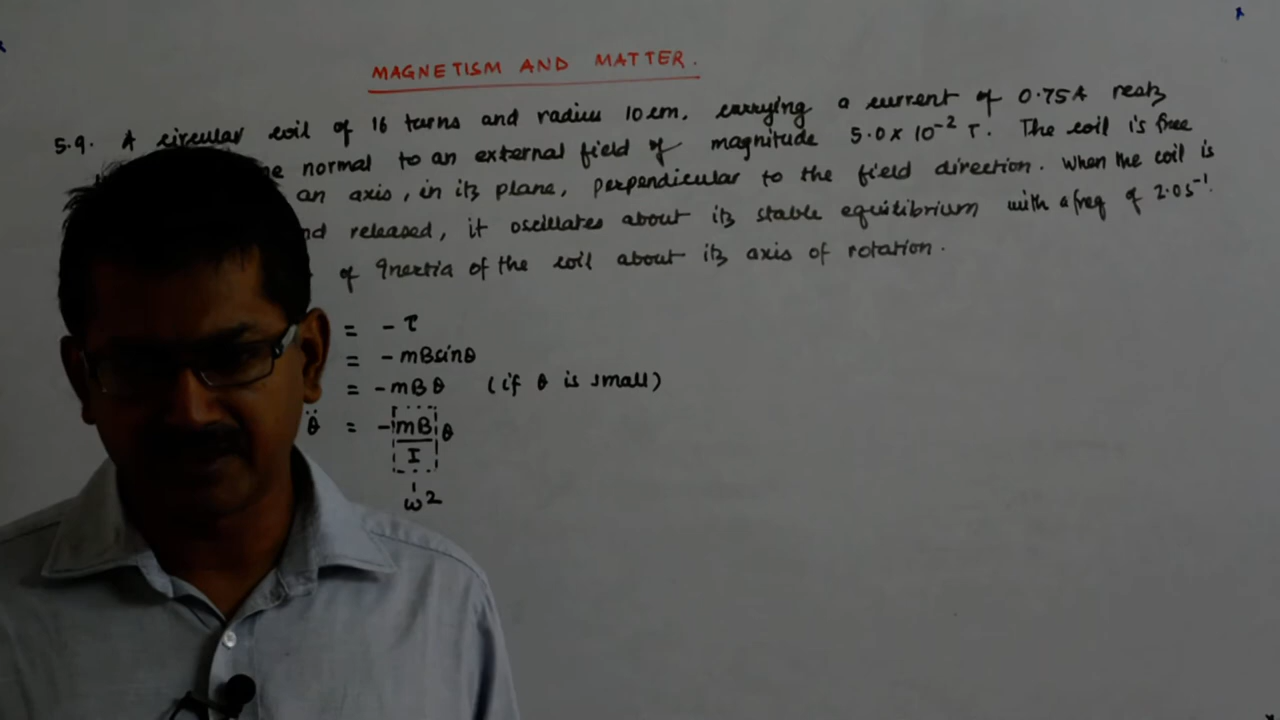 MAGNETISM AND MATTER.
5.9. A circular coil of 16 turns and radius 10 cm, carrying a current of 0.75A rests
normal to an external field of magnitude 5.0 x 10⁻² T. The coil is free
an axis, in its plane, perpendicular to the field direction. When the coil is
released, it oscillates about its stable equilibrium with a freq of 2.0s⁻¹.
of Inertia of the coil about its axis of rotation.
= - τ
= - mBsinθ
= - mBθ (if θ is small)
θ̈ = - mB/I θ
ω²